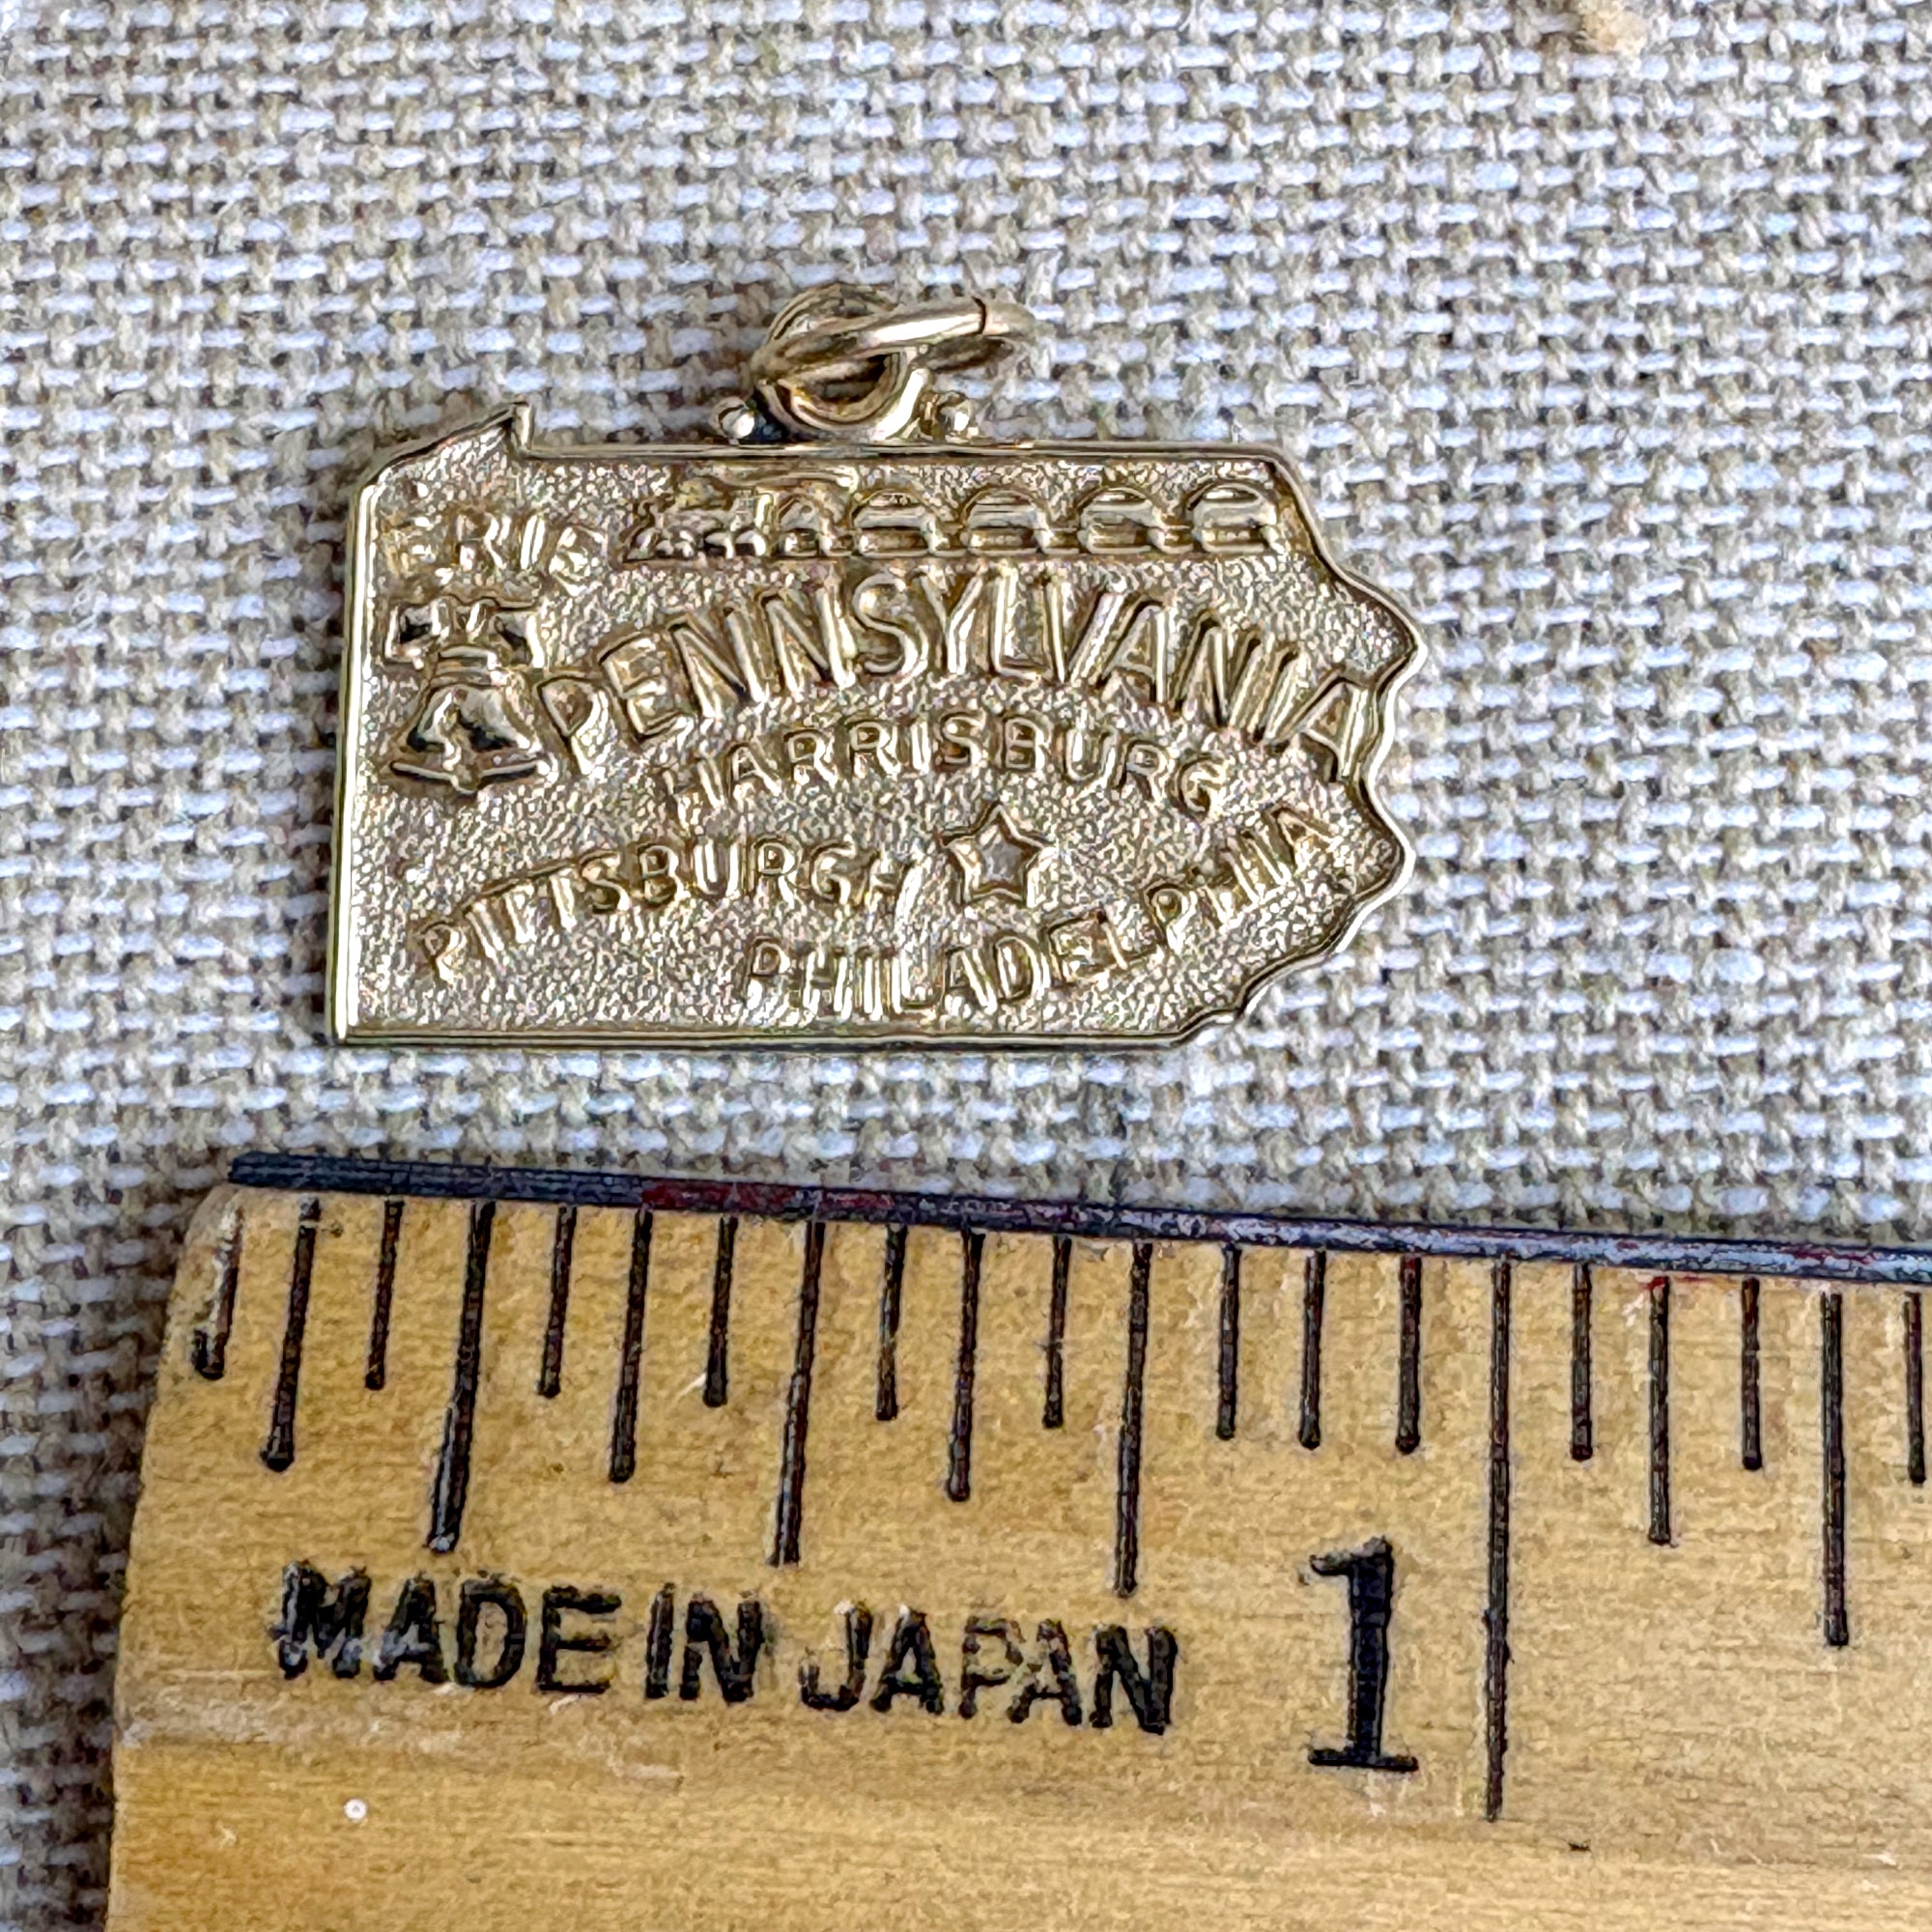 ERIE
PENNSYLVANIA
HARRISBURG
PITTSBURGH
PHILADELPHIA
MADE IN JAPAN
1